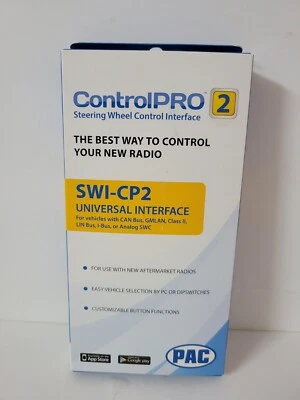 ControlPRO™ 2
Steering Wheel Control Interface
THE BEST WAY TO CONTROL
YOUR NEW RADIO
SWI-CP2
UNIVERSAL INTERFACE
For vehicles with CAN Bus, GMLAN, Class II,
LIN Bus, I-Bus, or Analog SWC
FOR USE WITH NEW AFTERMARKET RADIOS
EASY VEHICLE SELECTION BY PC OR DIPSWITCHES
CUSTOMIZABLE BUTTON FUNCTIONS
App Store
Google play
PAC